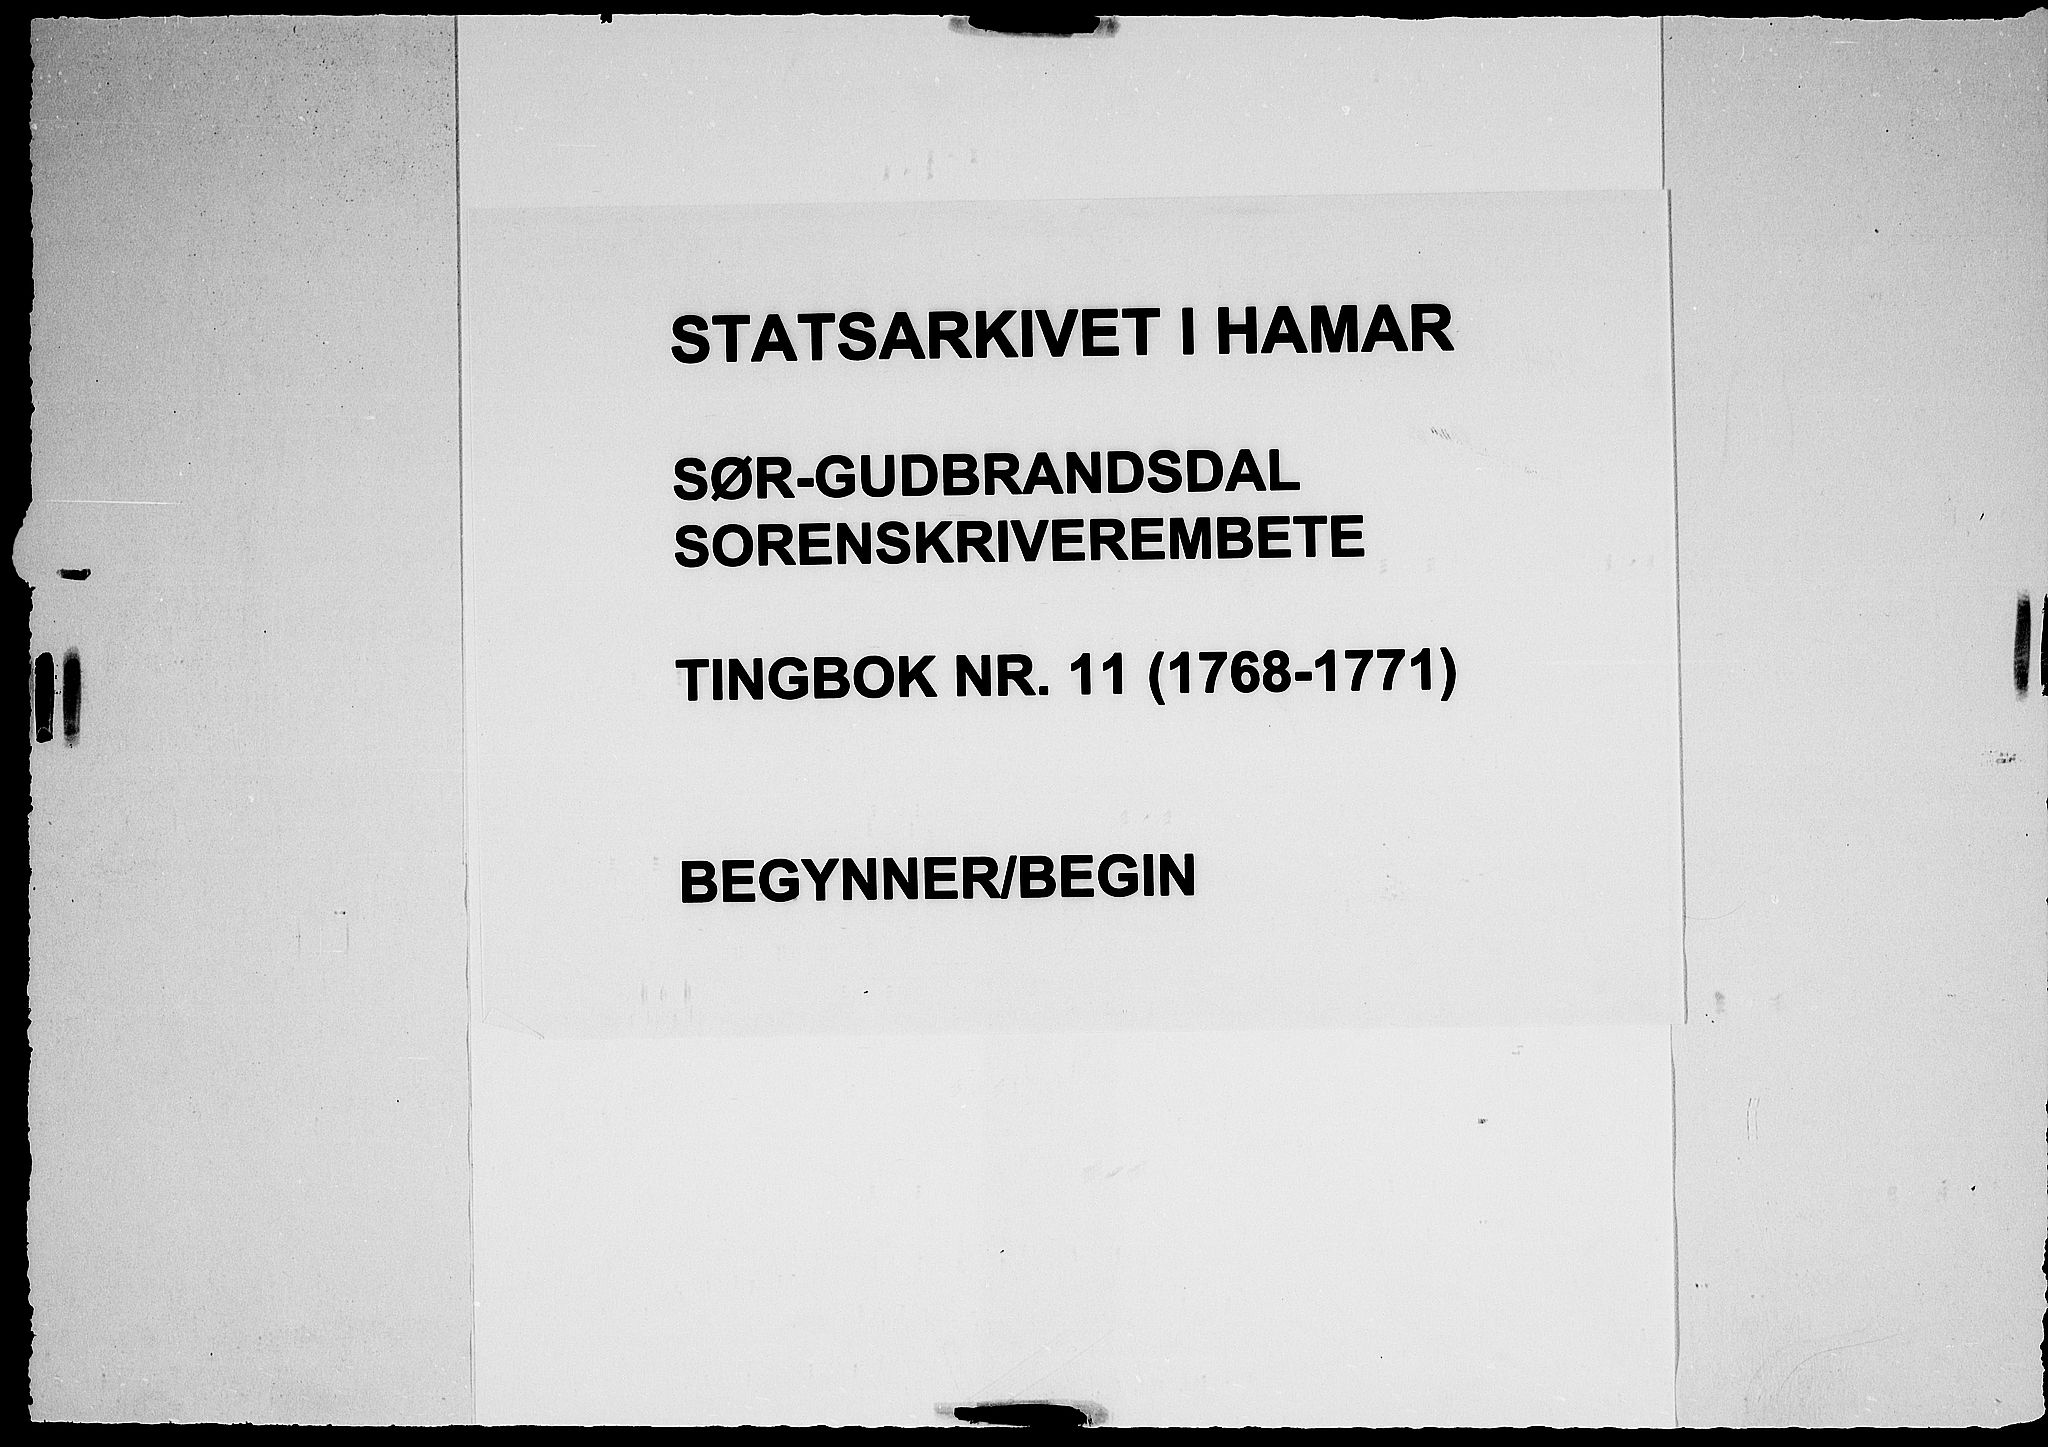 STATSARKIVET I HAMAR
SØR-GUDBRANDSDAL
SORENSKRIVEREMBETE
TINGBOK NR. 11 (1768-1771)
BEGYNNER/BEGIN